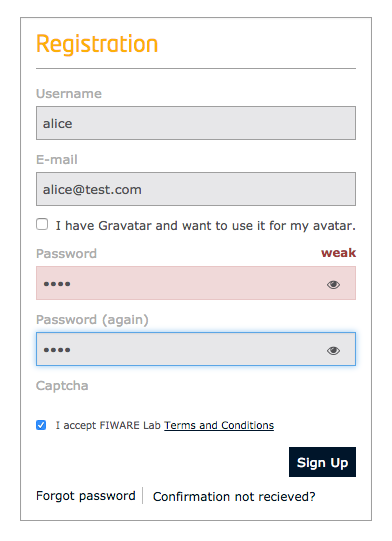 Registration
Username
alice
E-mail
alice@test.com
I have Gravatar and want to use it for my avatar.
Password weak
••••
Password (again)
••••
Captcha
I accept FIWARE Lab Terms and Conditions
Sign Up
Forgot password Confirmation not recieved?